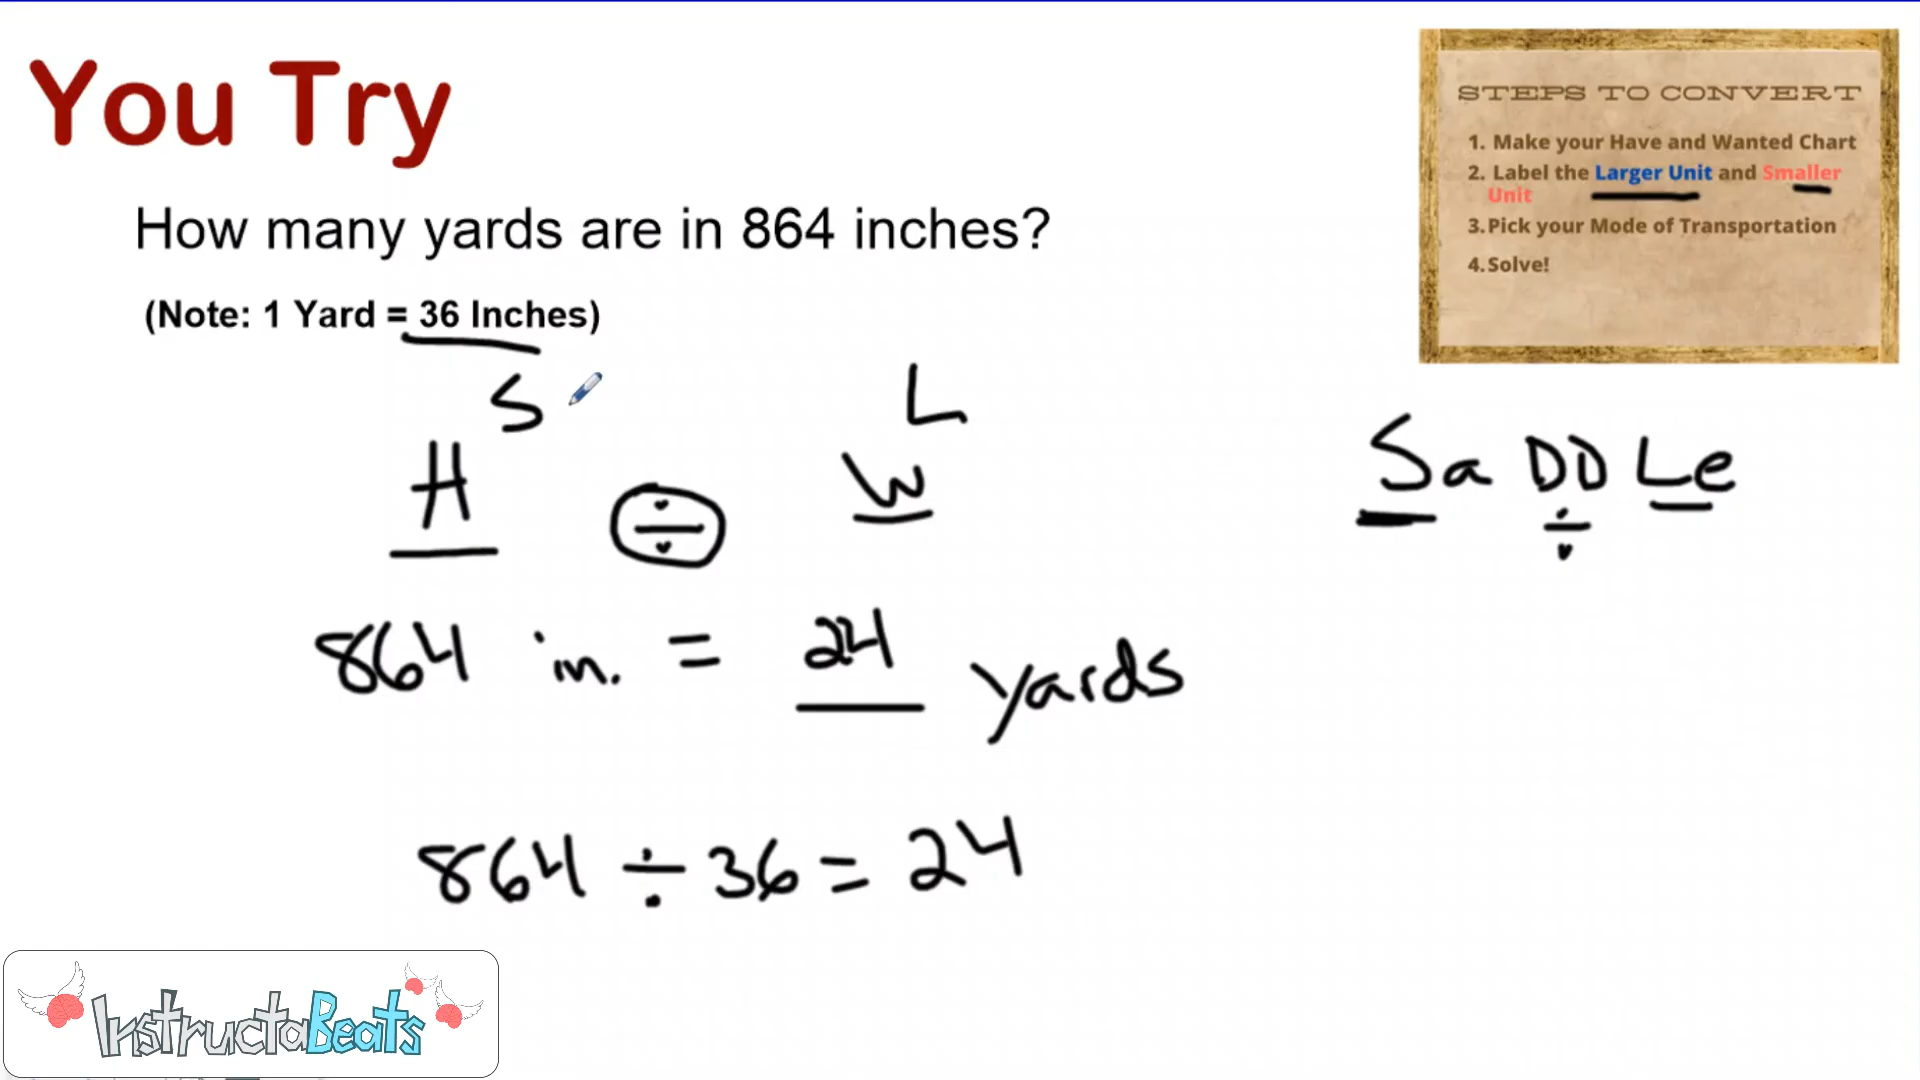 You Try
How many yards are in 864 inches?
(Note: 1 Yard = 36 Inches)
STEPS TO CONVERT
1. Make your Have and Wanted Chart
2. Label the Larger Unit and Smaller
Unit
3. Pick your Mode of Transportation
4. Solve!
S L
H ÷ W
SaDDLe
÷
864 in. = 24 yards
864 ÷ 36 = 24
InstructaBeats